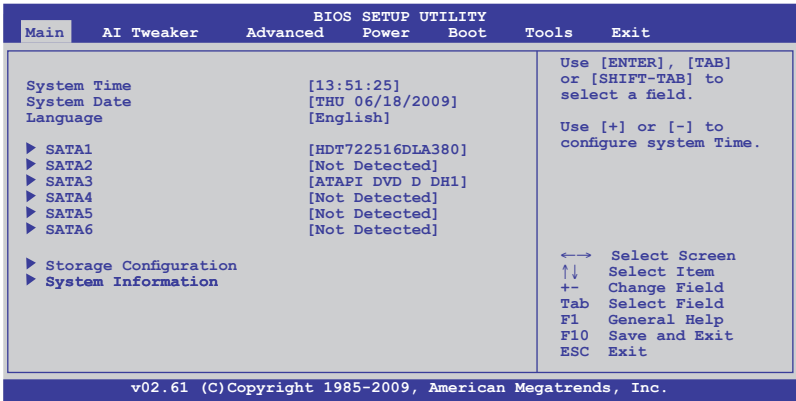 BIOS SETUP UTILITY
Main AI Tweaker Advanced Power Boot Tools Exit
System Time [13:51:25]
System Date [THU 06/18/2009]
Language [English]
SATA1 [HDT722516DLA380]
SATA2 [Not Detected]
SATA3 [ATAPI DVD D DH1]
SATA4 [Not Detected]
SATA5 [Not Detected]
SATA6 [Not Detected]
Storage Configuration
System Information
Use [ENTER], [TAB]
or [SHIFT-TAB] to
select a field.
Use [+] or [-] to
configure system Time.
←→ Select Screen
↑↓ Select Item
+- Change Field
Tab Select Field
F1 General Help
F10 Save and Exit
ESC Exit
v02.61 (C)Copyright 1985-2009, American Megatrends, Inc.